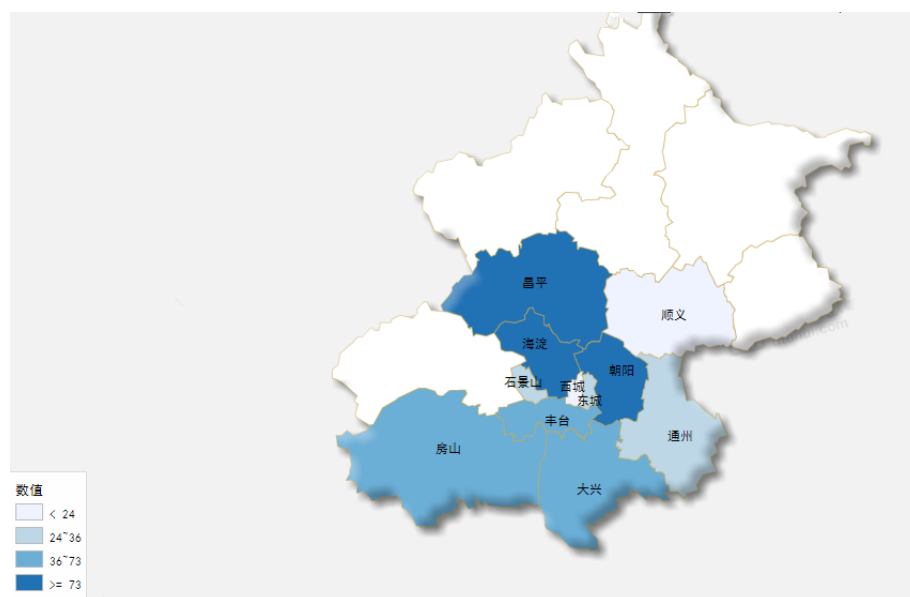 昌平
顺义
海淀
朝阳
石景山
西城
东城
丰台
通州
房山
大兴
数值
< 24
24~36
36~73
>= 73